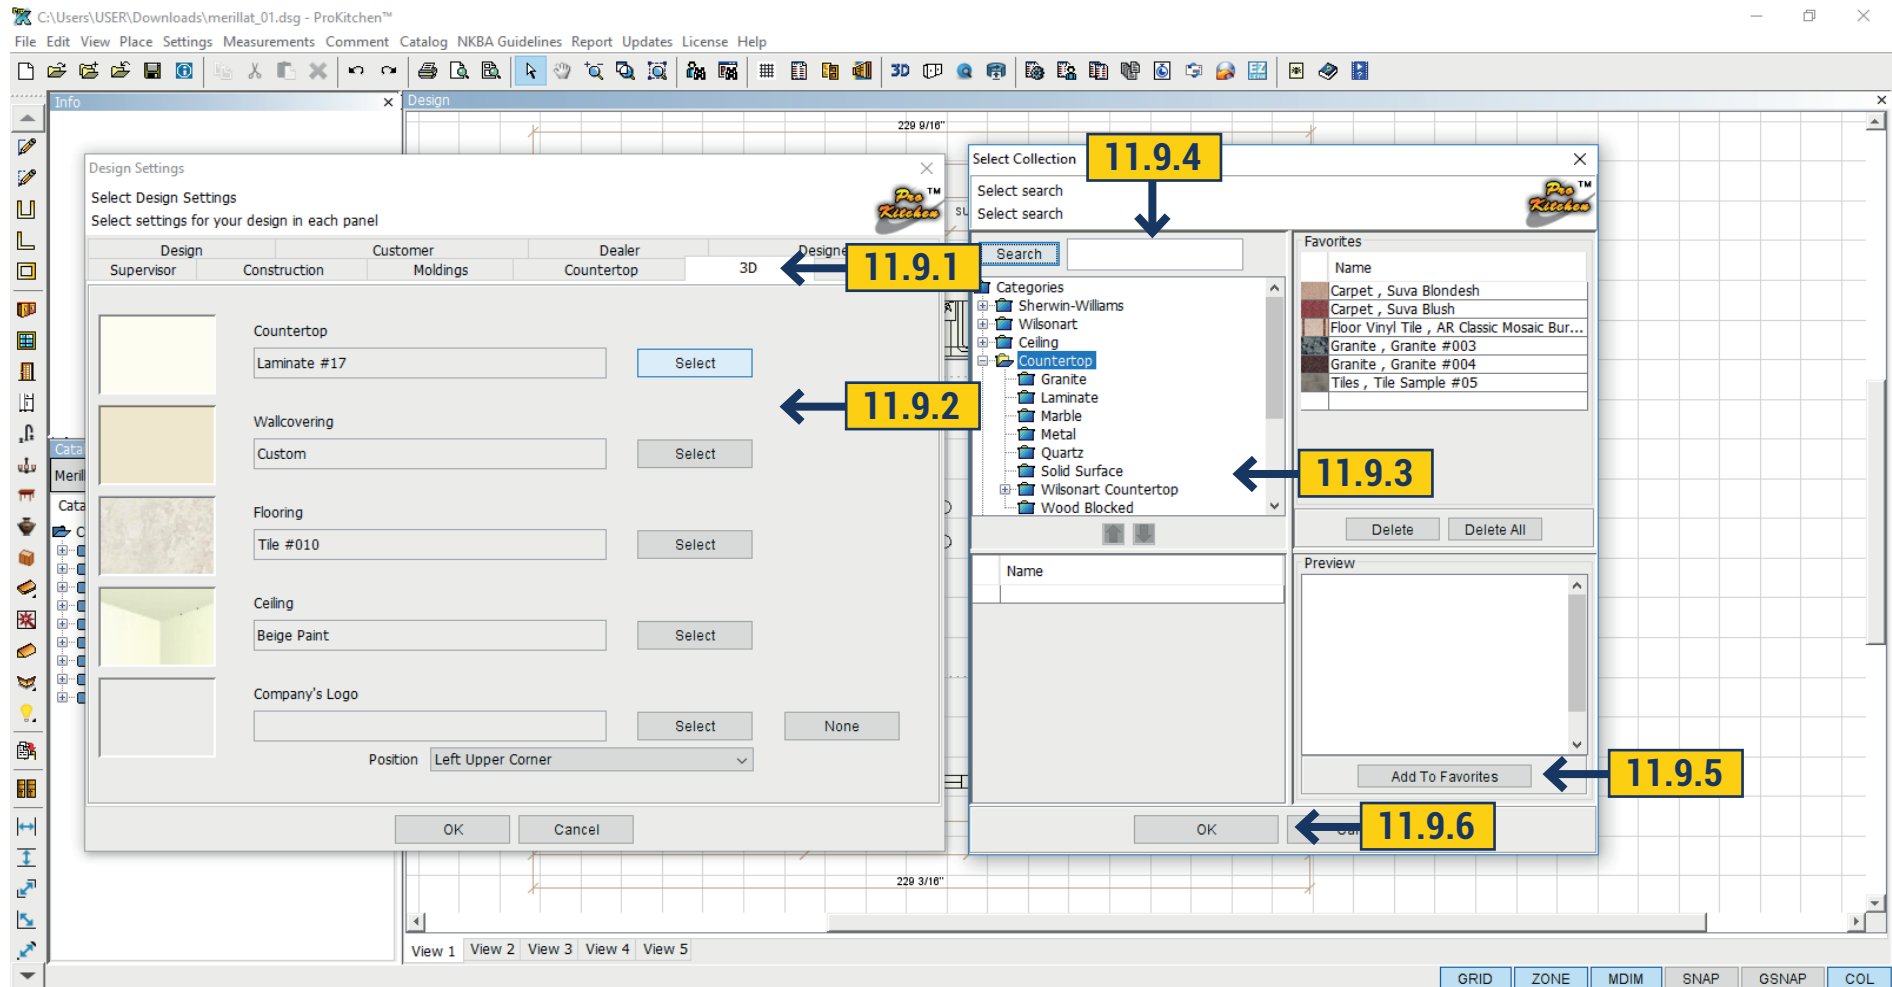 C:\Users\USER\Downloads\merillat_01.dsg - ProKitchen™
File Edit View Place Settings Measurements Comment Catalog NKBA Guidelines Report Updates License Help
3D
Info
Design
229 9/16"
Design Settings
Select Design Settings
Select settings for your design in each panel
Pro Kitchen ™
Design Customer Dealer
Supervisor Construction Moldings Countertop 3D
11.9.1
Countertop
Laminate #17
Select
11.9.2
Wallcovering
Custom
Select
Flooring
Tile #010
Select
Ceiling
Beige Paint
Select
Company's Logo
Select
None
Position Left Upper Corner
OK Cancel
Select Collection
11.9.4
Select search
Select search
Pro Kitchen ™
Search
Categories
Sherwin-Williams
Wilsonart
Ceiling
Countertop
Granite
Laminate
Marble
Metal
Quartz
Solid Surface
Wilsonart Countertop
Wood Blocked
11.9.3
Name
Favorites
Name
Carpet , Suva Blondesh
Carpet , Suva Blush
Floor Vinyl Tile , AR Classic Mosaic Bur...
Granite , Granite #003
Granite , Granite #004
Tiles , Tile Sample #05
Delete Delete All
Preview
Add To Favorites
11.9.5
OK
11.9.6
229 3/16"
View 1 View 2 View 3 View 4 View 5
GRID ZONE MDIM SNAP GSNAP COL